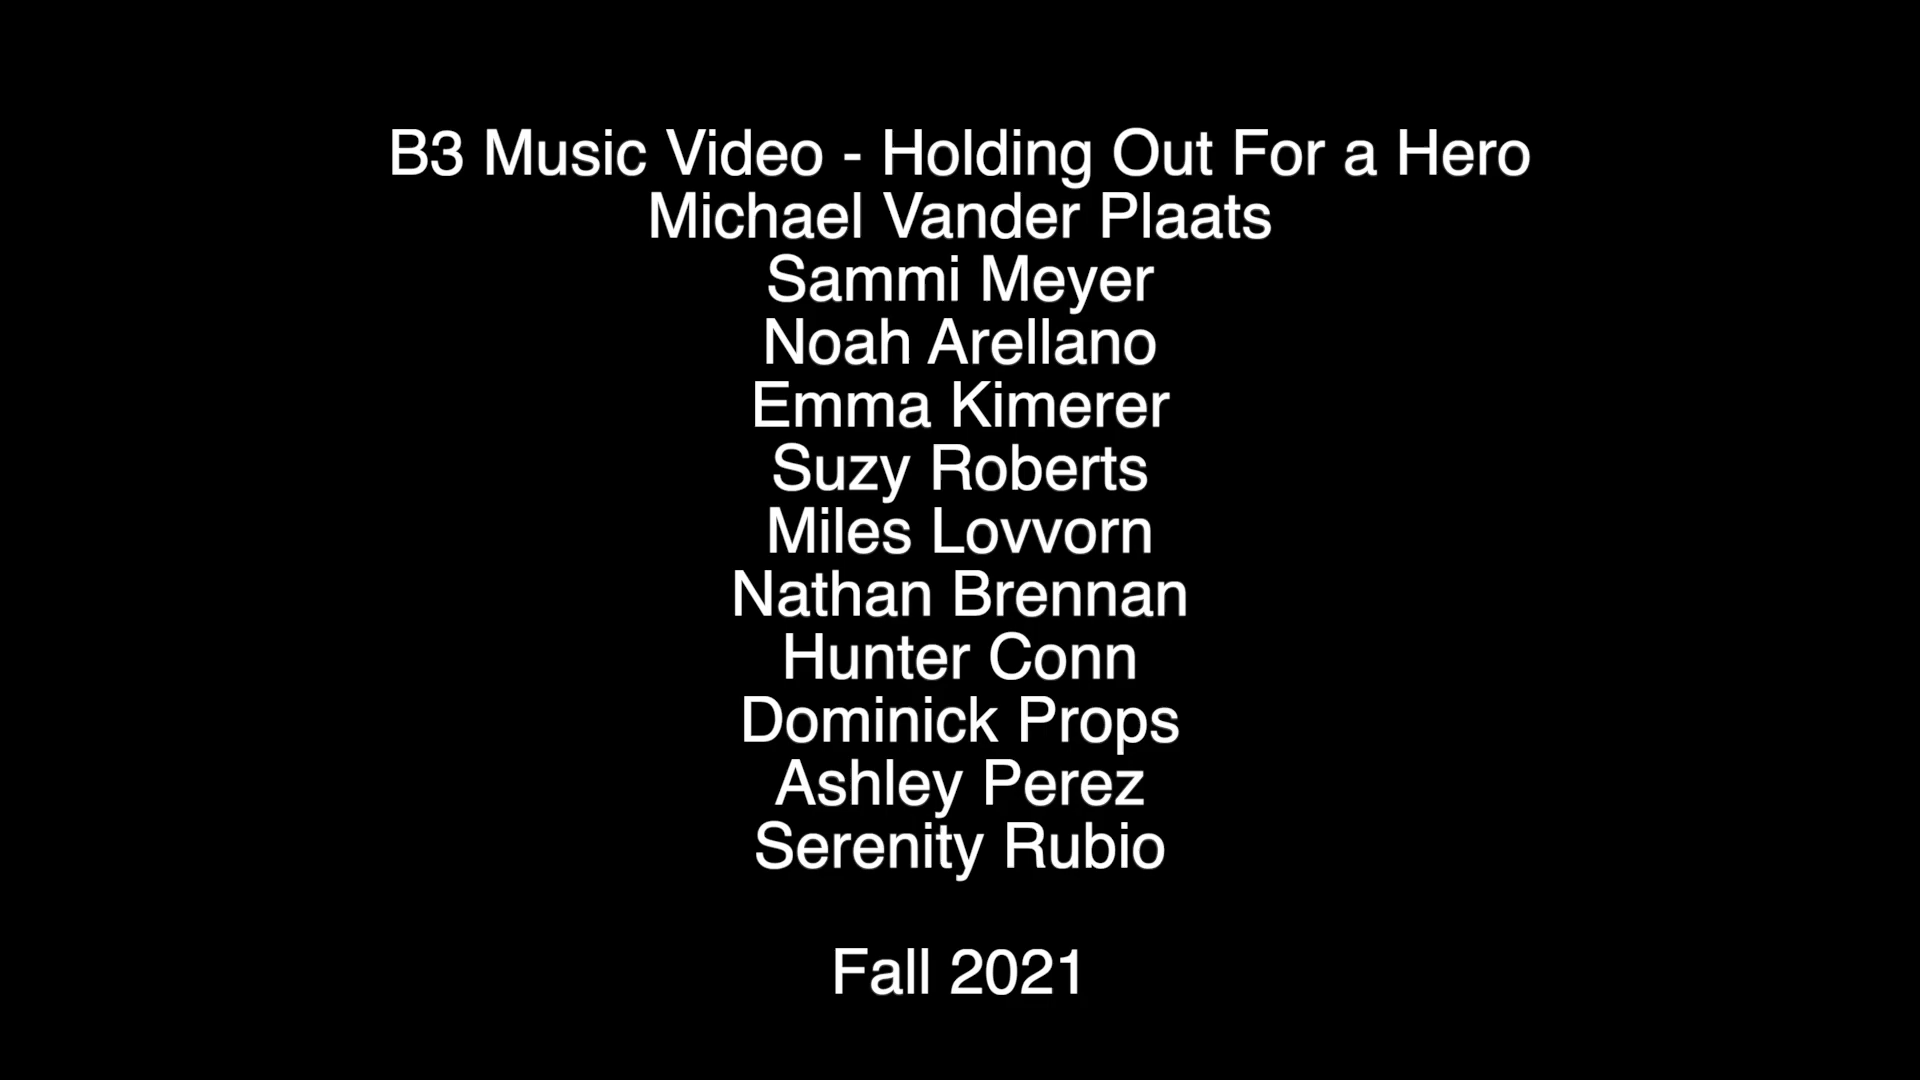 B3 Music Video - Holding Out For a Hero
Michael Vander Plaats
Sammi Meyer
Noah Arellano
Emma Kimerer
Suzy Roberts
Miles Lovvorn
Nathan Brennan
Hunter Conn
Dominick Props
Ashley Perez
Serenity Rubio
Fall 2021